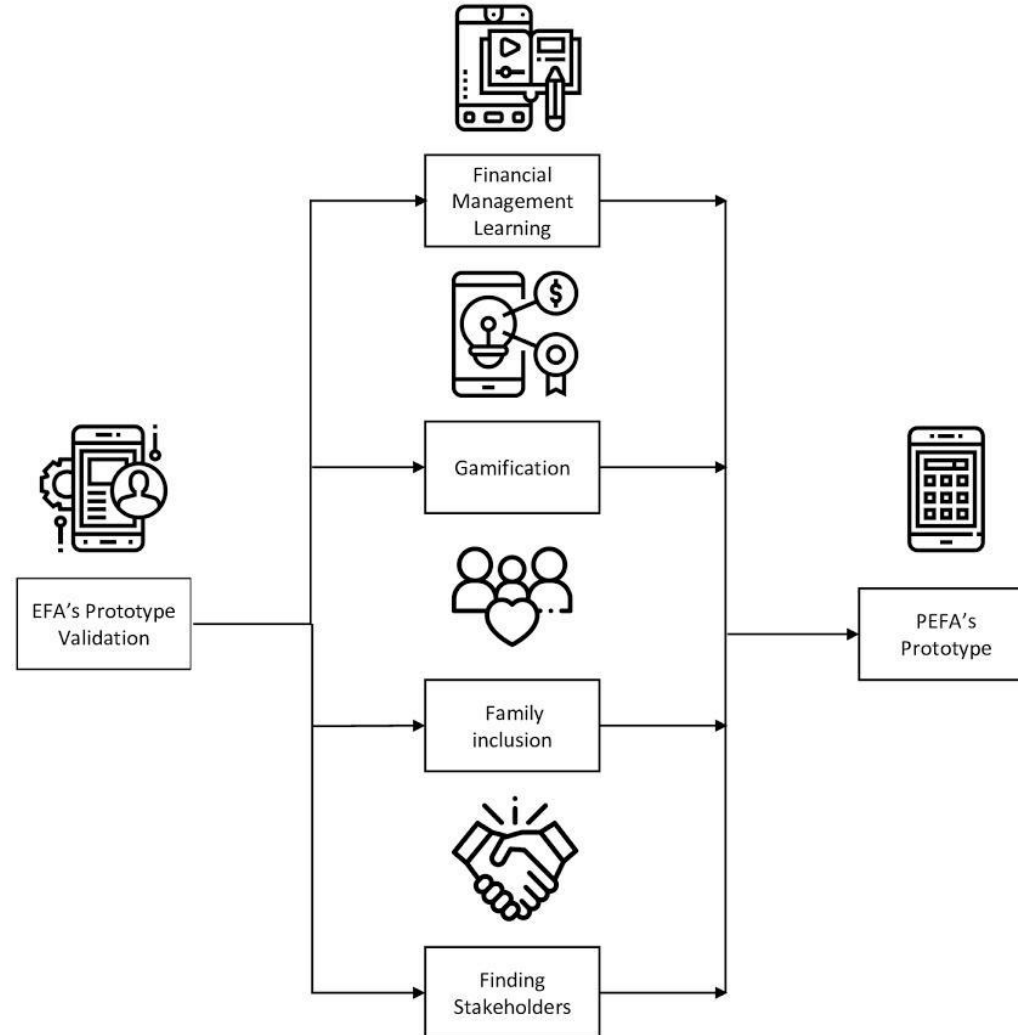 Financial
Management
Learning
Gamification
EFA's Prototype
Validation
PEFA's
Prototype
Family
inclusion
Finding
Stakeholders